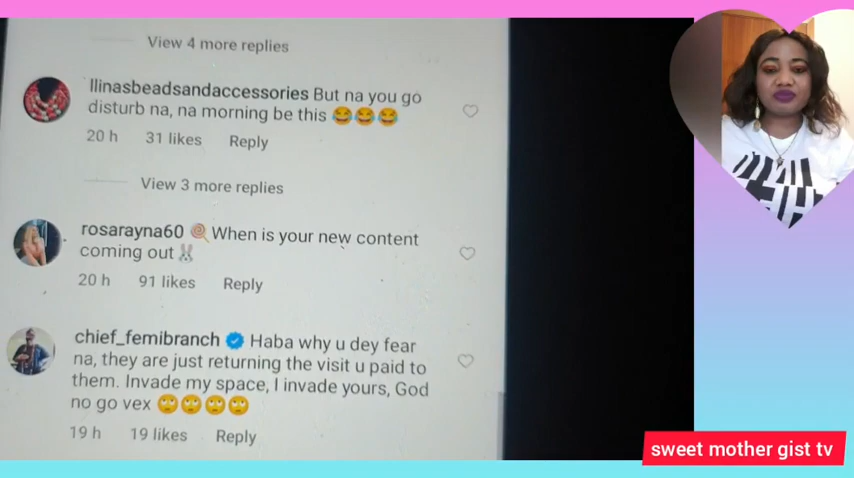 View 4 more replies
llinasbeadsandaccessories But na you go
disturb na, na morning be this 😂😂😂
20 h 31 likes Reply
View 3 more replies
rosarayna60 🍭When is your new content
coming out🐰
20 h 91 likes Reply
chief_femibranch Haba why u dey fear
na, they are just returning the visit u paid to
them. Invade my space, I invade yours, God
no go vex 🙄🙄🙄🙄
19 h 19 likes Reply
sweet mother gist tv